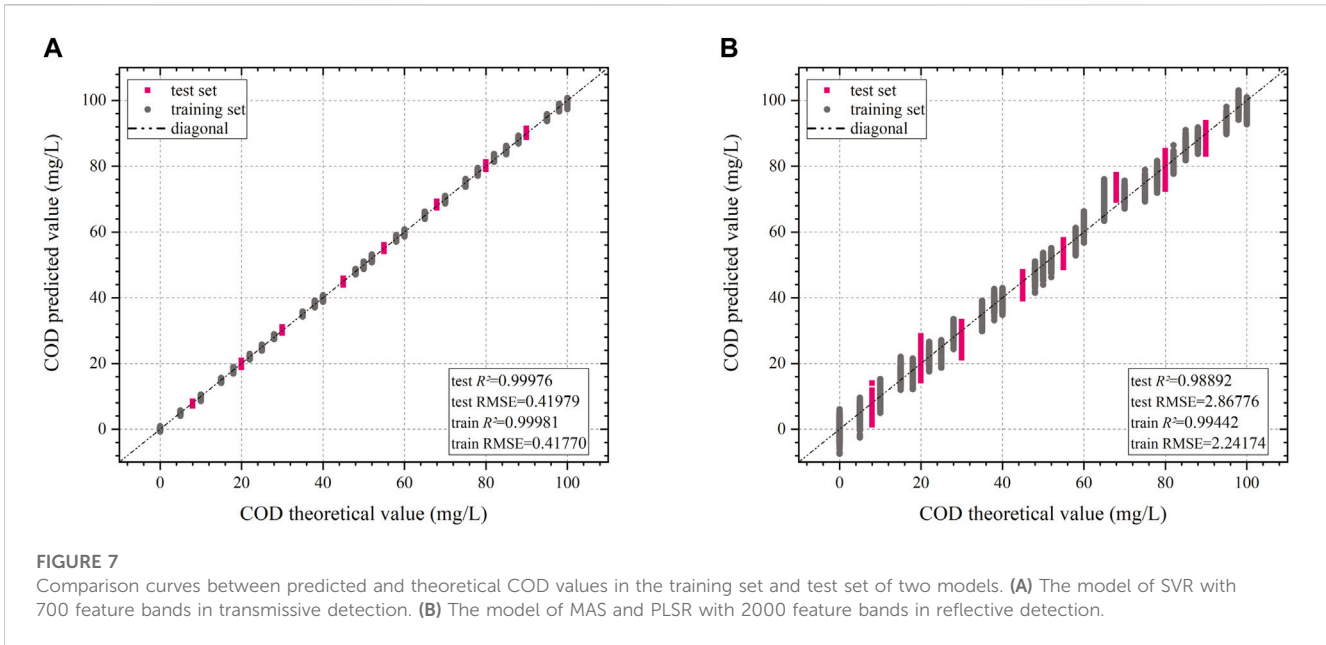 A
test set
training set
diagonal
100
80
60
40
20
0
COD predicted value (mg/L)
test R²=0.99976
test RMSE=0.41979
train R²=0.99981
train RMSE=0.41770
0 20 40 60 80 100
COD theoretical value (mg/L)
B
test set
training set
diagonal
100
80
60
40
20
0
COD predicted value (mg/L)
test R²=0.98892
test RMSE=2.86776
train R²=0.99442
train RMSE=2.24174
0 20 40 60 80 100
COD theoretical value (mg/L)
FIGURE 7
Comparison curves between predicted and theoretical COD values in the training set and test set of two models. (A) The model of SVR with
700 feature bands in transmissive detection. (B) The model of MAS and PLSR with 2000 feature bands in reflective detection.